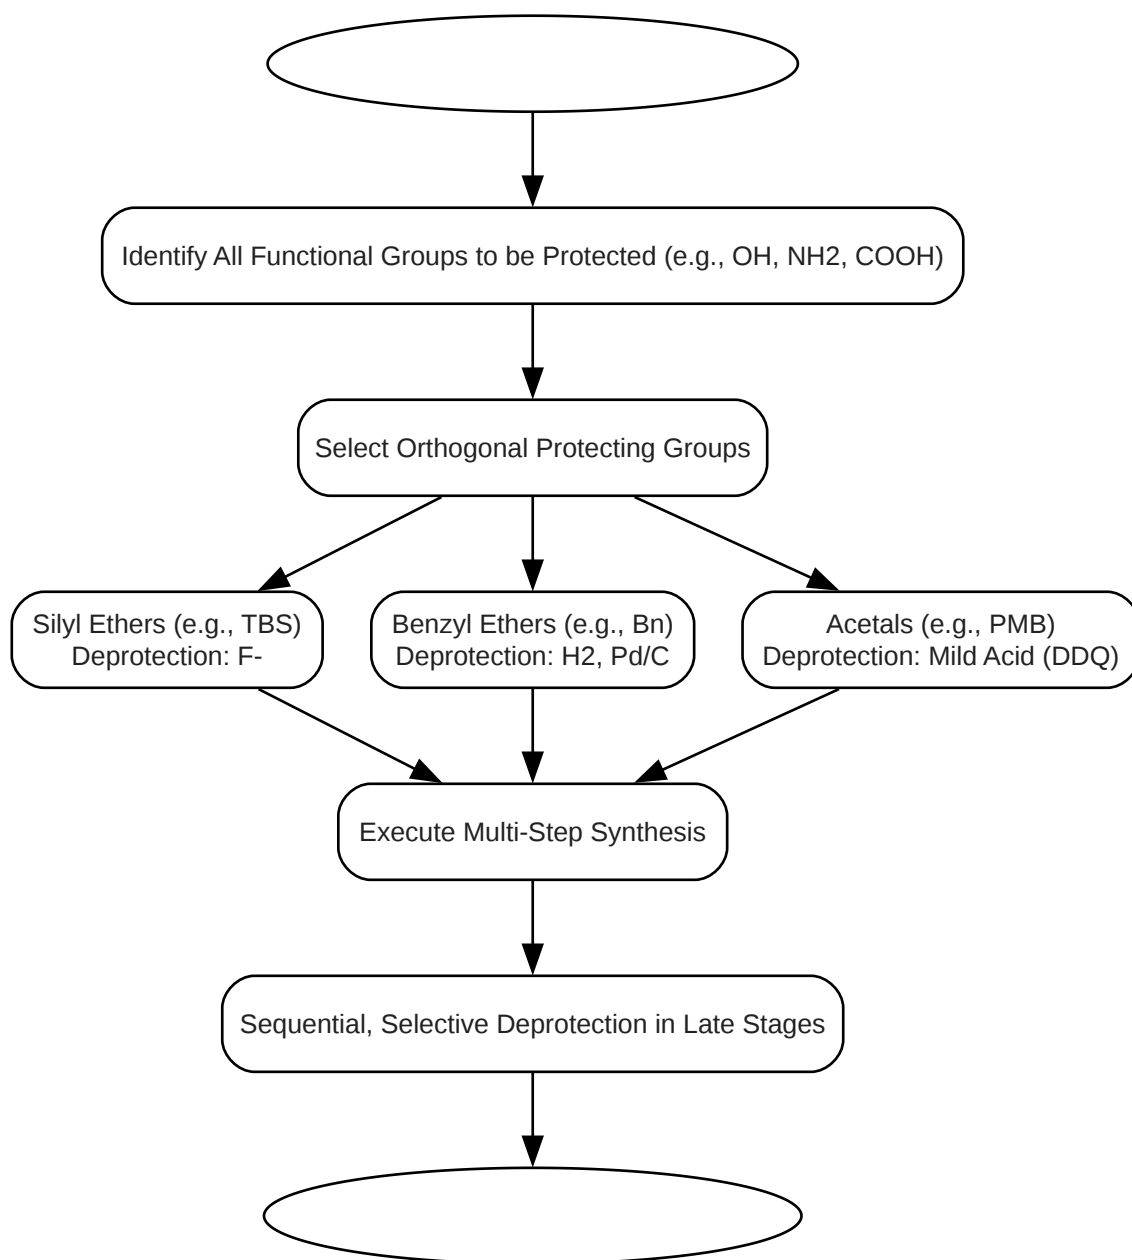 Identify All Functional Groups to be Protected (e.g., OH, NH2, COOH)
Select Orthogonal Protecting Groups
Silyl Ethers (e.g., TBS)
Deprotection: F-
Benzyl Ethers (e.g., Bn)
Deprotection: H2, Pd/C
Acetals (e.g., PMB)
Deprotection: Mild Acid (DDQ)
Execute Multi-Step Synthesis
Sequential, Selective Deprotection in Late Stages